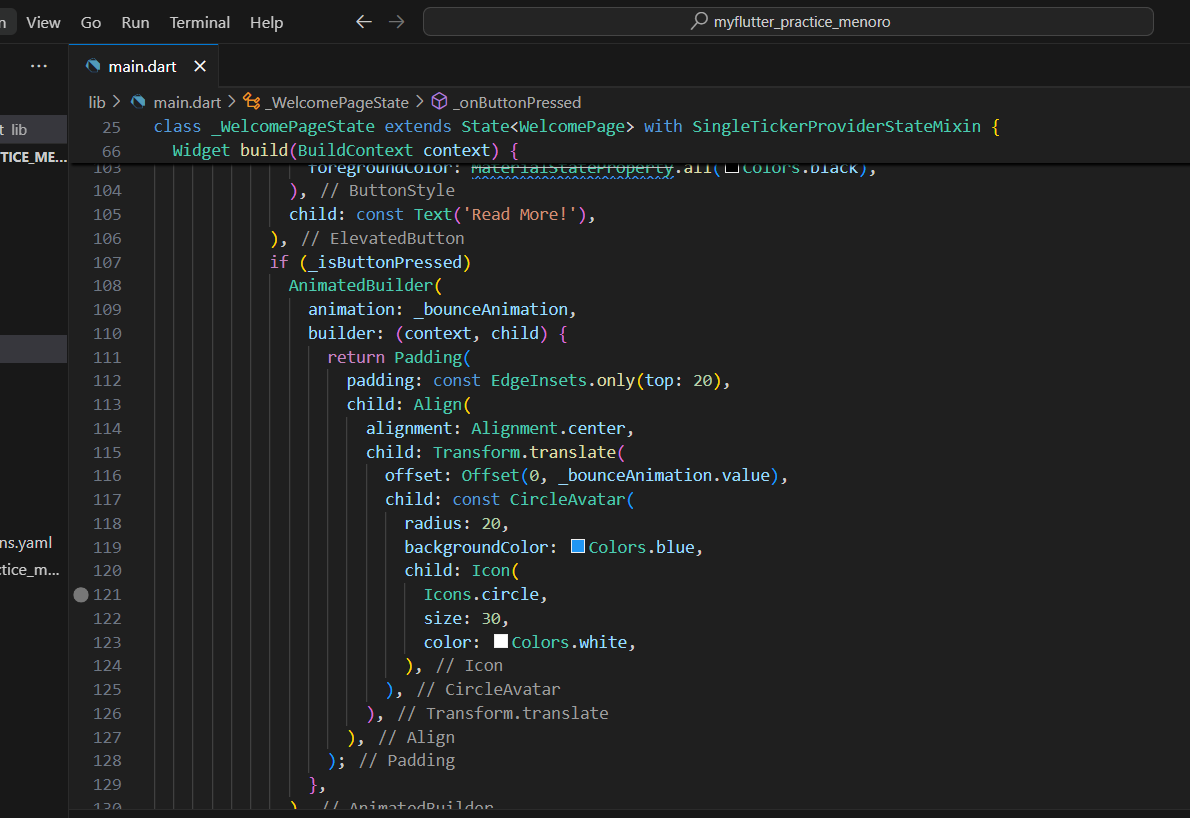 View Go Run Terminal Help
myflutter_practice_menoro
main.dart
lib > main.dart > _WelcomePageState > _onButtonPressed
t lib
TICE_ME...
ns.yaml
ctice_m...
25 class _WelcomePageState extends State<WelcomePage> with SingleTickerProviderStateMixin {
66 Widget build(BuildContext context) {
103 foregroundColor: MaterialStateProperty.all(Colors.black),
104 ), // ButtonStyle
105 child: const Text('Read More!'),
106 ), // ElevatedButton
107 if (_isButtonPressed)
108 AnimatedBuilder(
109 animation: _bounceAnimation,
110 builder: (context, child) {
111 return Padding(
112 padding: const EdgeInsets.only(top: 20),
113 child: Align(
114 alignment: Alignment.center,
115 child: Transform.translate(
116 offset: Offset(0, _bounceAnimation.value),
117 child: const CircleAvatar(
118 radius: 20,
119 backgroundColor: Colors.blue,
120 child: Icon(
121 Icons.circle,
122 size: 30,
123 color: Colors.white,
124 ), // Icon
125 ), // CircleAvatar
126 ), // Transform.translate
127 ), // Align
128 ); // Padding
129 },
130 ) // AnimatedBuilder